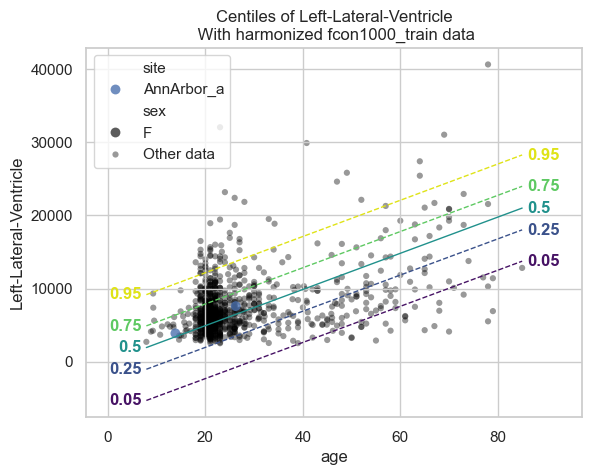 Centiles of Left-Lateral-Ventricle
With harmonized fcon1000_train data
40000
30000
20000
10000
0
Left-Lateral-Ventricle
site
AnnArbor_a
sex
F
Other data
0.95
0.75
0.5
0.25
0.05
0.95
0.75
0.5
0.25
0.05
0
20
40
60
80
age